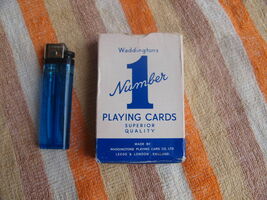 Waddingtons
Number
1
PLAYING CARDS
SUPERIOR
QUALITY
MADE BY
WADDINGTONS PLAYING CARD CO. LTD.
LEEDS & LONDON · ENGLAND